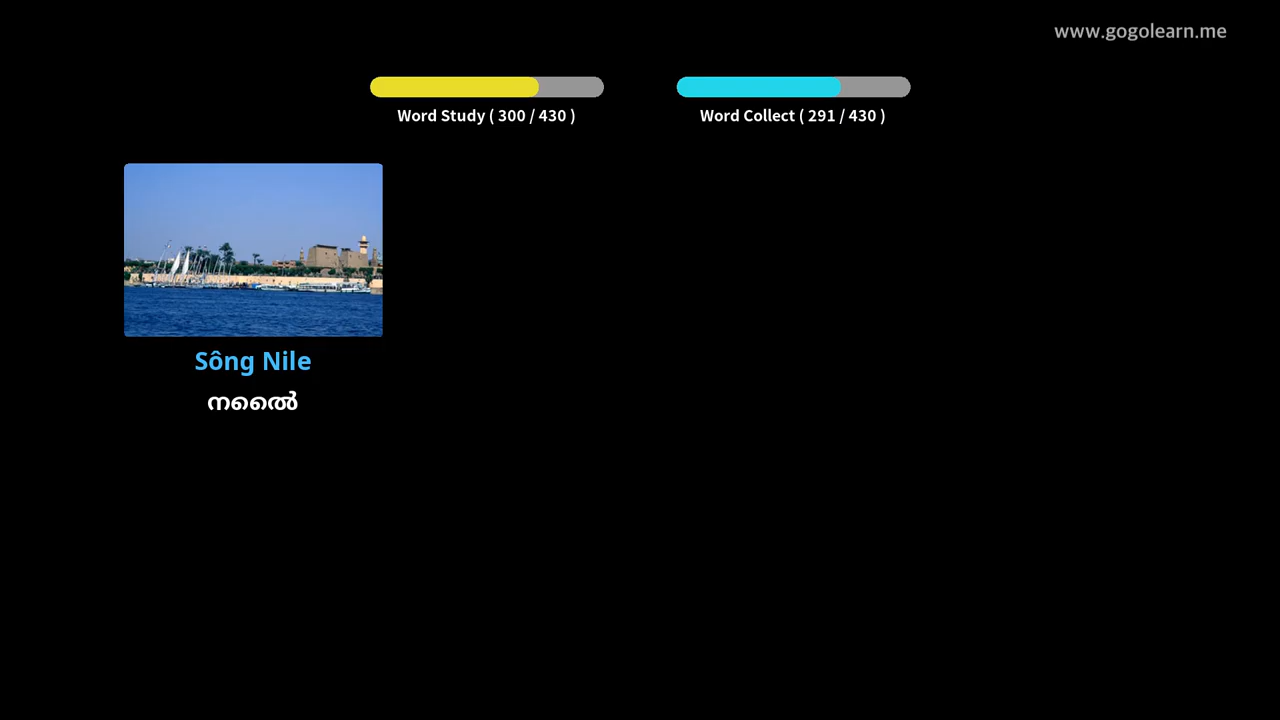 www.gogolearn.me
Word Study ( 300 / 430 )
Word Collect ( 291 / 430 )
Sông Nile
നൈൽ